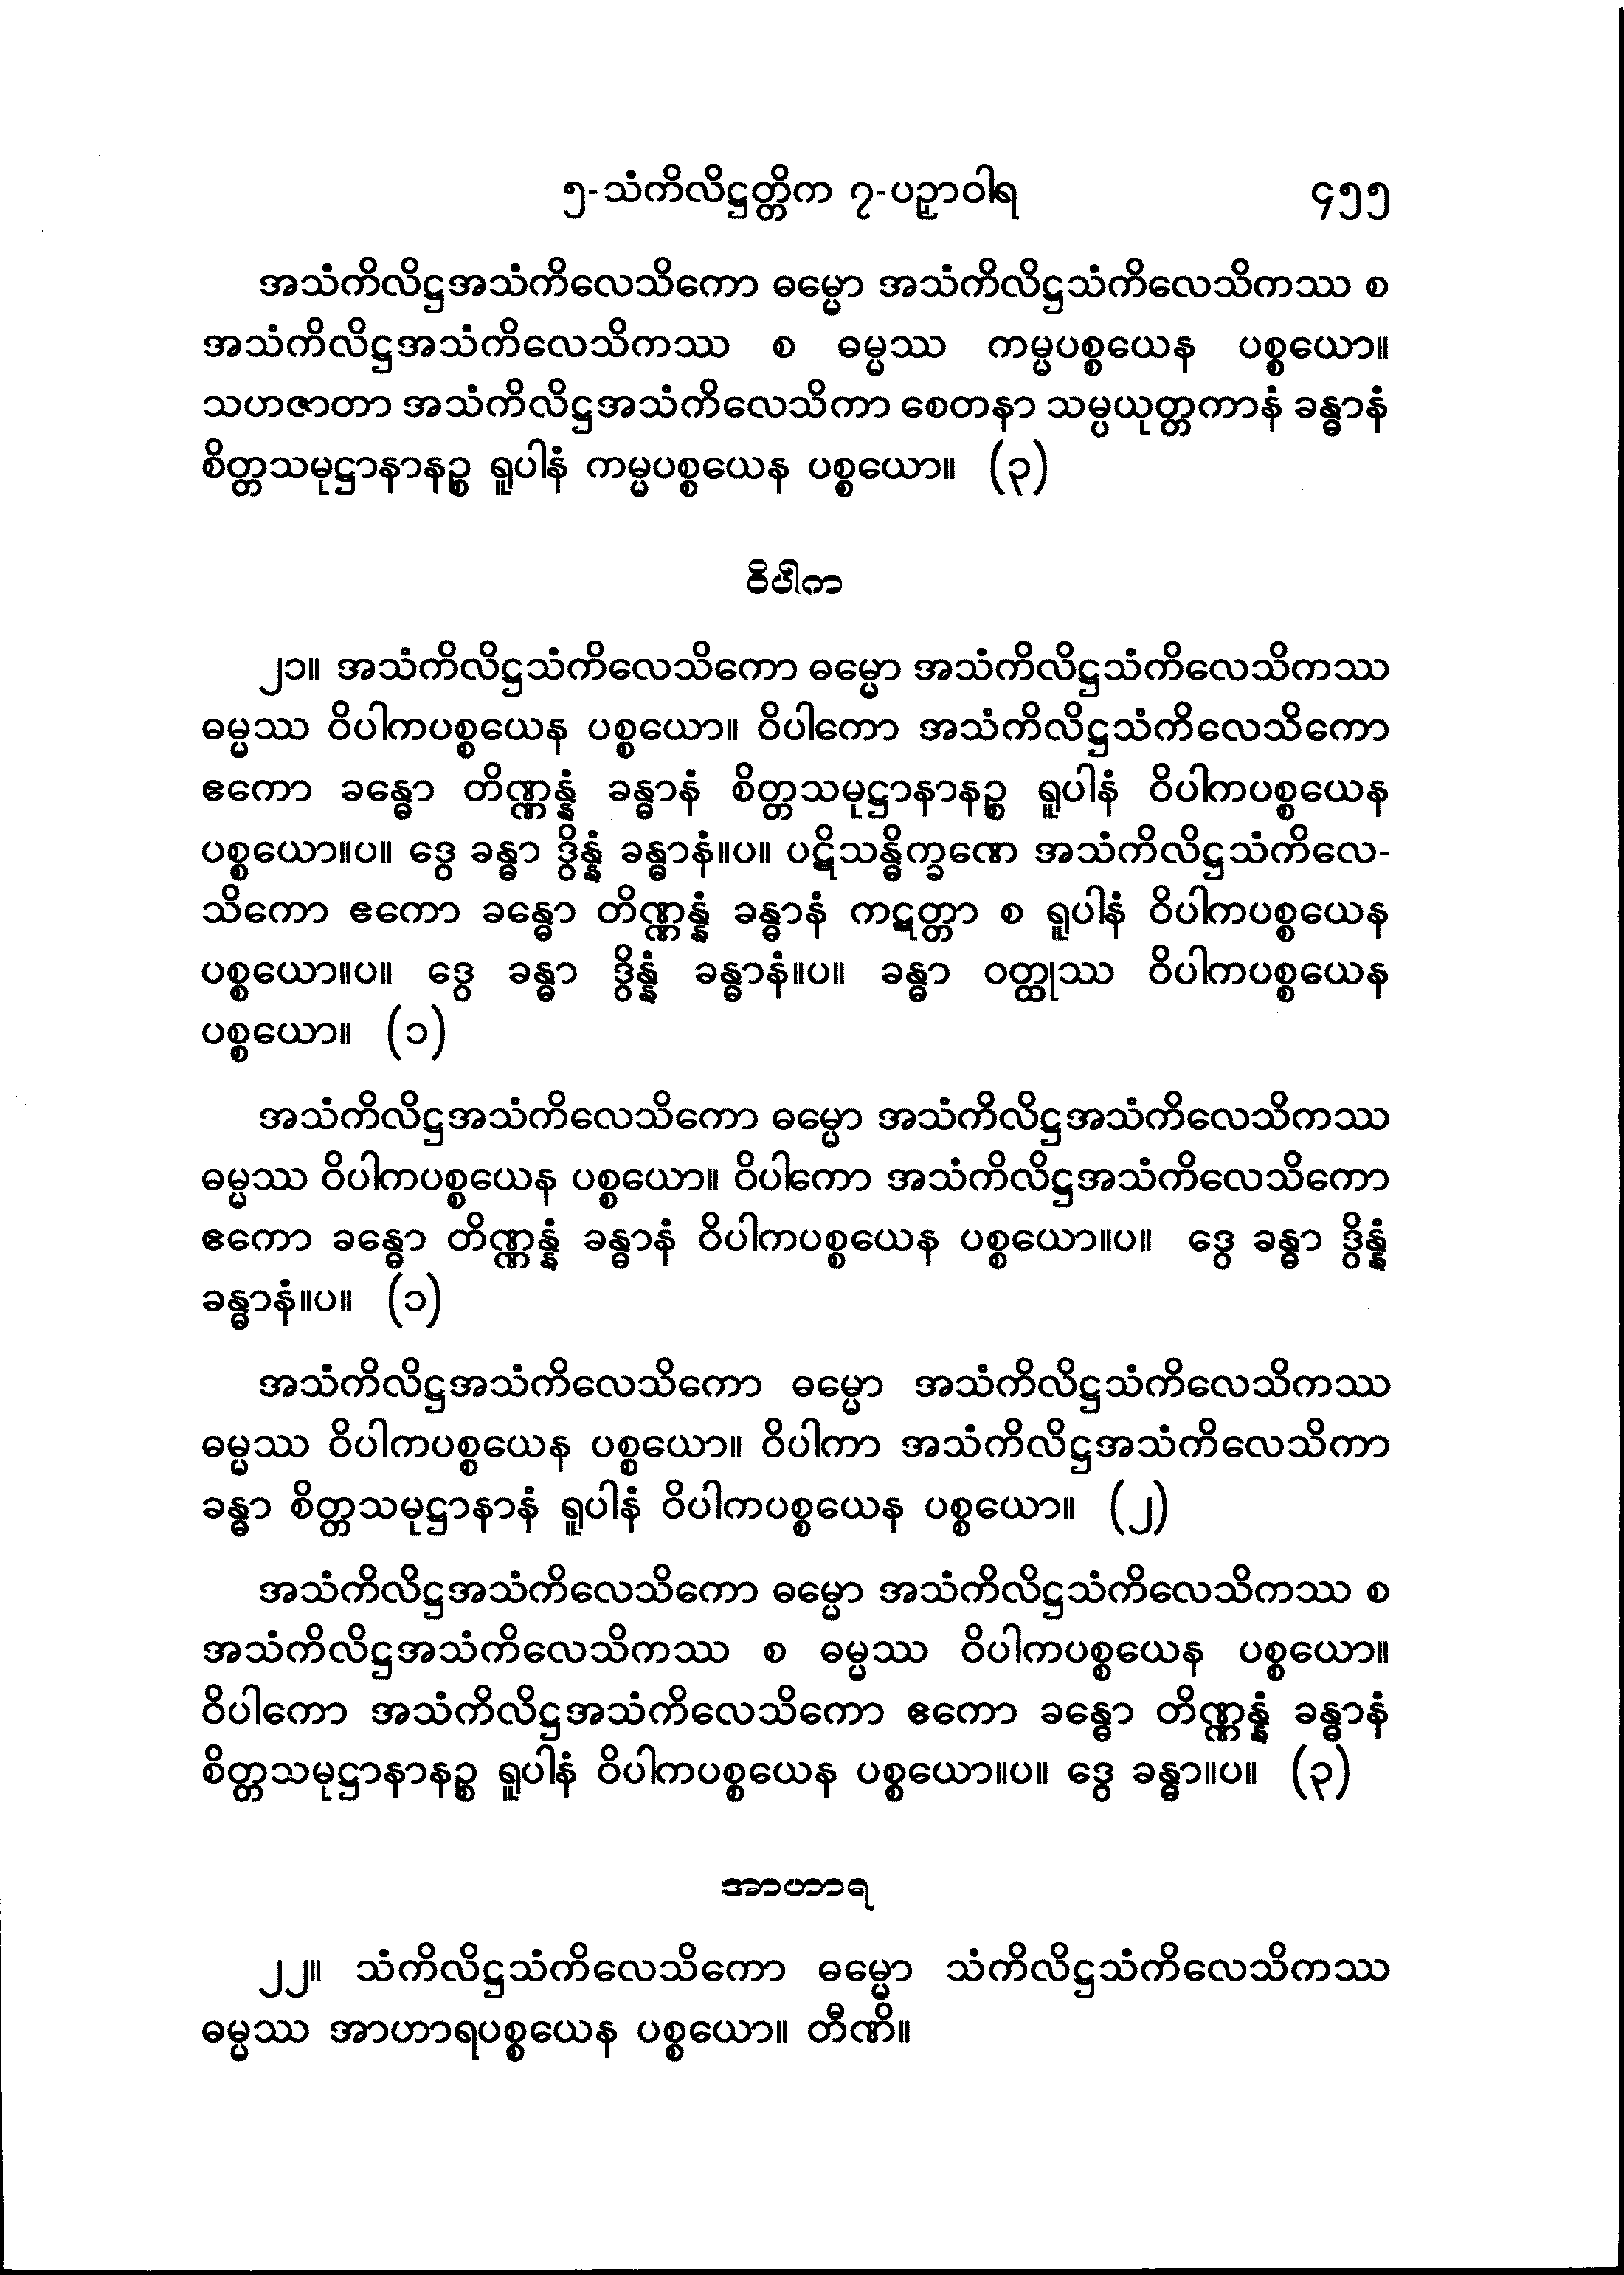 ၅-သံကိလိဋ္ဌတ္တိက ၇-ပဉှာဝါရ ၄၅၅
အသံကိလိဋ္ဌအသံကိလေသိကော ဓမ္မော အသံကိလိဋ္ဌသံကိလေသိကဿ စ
အသံကိလိဋ္ဌအသံကိလေသိကဿ စ ဓမ္မဿ ကမ္မပစ္စယေန ပစ္စယော။
သဟဇာတာ အသံကိလိဋ္ဌအသံကိလေသိကာ စေတနာ သမ္ပယုတ္တကာနံ ခန္ဓာနံ
စိတ္တသမုဋ္ဌာနာနဉ္စ ရူပါနံ ကမ္မပစ္စယေန ပစ္စယော။ (၃)
ဝိပါက
၂၁။ အသံကိလိဋ္ဌသံကိလေသိကော ဓမ္မော အသံကိလိဋ္ဌသံကိလေသိကဿ
ဓမ္မဿ ဝိပါကပစ္စယေန ပစ္စယော။ ဝိပါကော အသံကိလိဋ္ဌသံကိလေသိကော
ဧကော ခန္ဓော တိဏ္ဏန္နံ ခန္ဓာနံ စိတ္တသမုဋ္ဌာနာနဉ္စ ရူပါနံ ဝိပါကပစ္စယေန
ပစ္စယော။ပ။ ဒွေ ခန္ဓာ ဒွိန္နံ ခန္ဓာနံ။ပ။ ပဋိသန္ဓိက္ခဏေ အသံကိလိဋ္ဌသံကိလေ-
သိကော ဧကော ခန္ဓော တိဏ္ဏန္နံ ခန္ဓာနံ ကဋတ္တာ စ ရူပါနံ ဝိပါကပစ္စယေန
ပစ္စယော။ပ။ ဒွေ ခန္ဓာ ဒွိန္နံ ခန္ဓာနံ။ပ။ ခန္ဓာ ဝတ္ထုဿ ဝိပါကပစ္စယေန
ပစ္စယော။ (၁)
အသံကိလိဋ္ဌအသံကိလေသိကော ဓမ္မော အသံကိလိဋ္ဌအသံကိလေသိကဿ
ဓမ္မဿ ဝိပါကပစ္စယေန ပစ္စယော။ ဝိပါကော အသံကိလိဋ္ဌအသံကိလေသိကော
ဧကော ခန္ဓော တိဏ္ဏန္နံ ခန္ဓာနံ ဝိပါကပစ္စယေန ပစ္စယော။ပ။ ဒွေ ခန္ဓာ ဒွိန္နံ
ခန္ဓာနံ။ပ။ (၁)
အသံကိလိဋ္ဌအသံကိလေသိကော ဓမ္မော အသံကိလိဋ္ဌသံကိလေသိကဿ
ဓမ္မဿ ဝိပါကပစ္စယေန ပစ္စယော။ ဝိပါကာ အသံကိလိဋ္ဌအသံကိလေသိကာ
ခန္ဓာ စိတ္တသမုဋ္ဌာနာနံ ရူပါနံ ဝိပါကပစ္စယေန ပစ္စယော။ (၂)
အသံကိလိဋ္ဌအသံကိလေသိကော ဓမ္မော အသံကိလိဋ္ဌသံကိလေသိကဿ စ
အသံကိလိဋ္ဌအသံကိလေသိကဿ စ ဓမ္မဿ ဝိပါကပစ္စယေန ပစ္စယော။
ဝိပါကော အသံကိလိဋ္ဌအသံကိလေသိကော ဧကော ခန္ဓော တိဏ္ဏန္နံ ခန္ဓာနံ
စိတ္တသမုဋ္ဌာနာနဉ္စ ရူပါနံ ဝိပါကပစ္စယေန ပစ္စယော။ပ။ ဒွေ ခန္ဓာ။ပ။ (၃)
အာဟာရ
၂၂။ သံကိလိဋ္ဌသံကိလေသိကော ဓမ္မော သံကိလိဋ္ဌသံကိလေသိကဿ
ဓမ္မဿ အာဟာရပစ္စယေန ပစ္စယော။ တီဏိ။